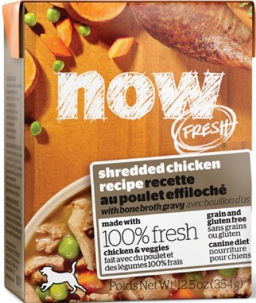 now
FRESH
shredded chicken
recipe recette
au poulet effiloché
with bone broth gravy avec bouillon d'os
made with
100% fresh
chicken & veggies
fait avec du poulet et
des légumes 100% frais
grain and
gluten free
sans grains
ou gluten
canine diet
nourriture
pour chiens
Poids Net Wt. 12.5oz (354g)